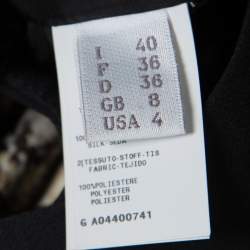 I 40
F 36
D 36
GB 8
USA 4
100
SILK SEDA
2)TESSUTO-STOFF-TIS
FABRIC-TEJIDO
100%POLIESTERE
POLYESTER
POLIESTER
G A04400741